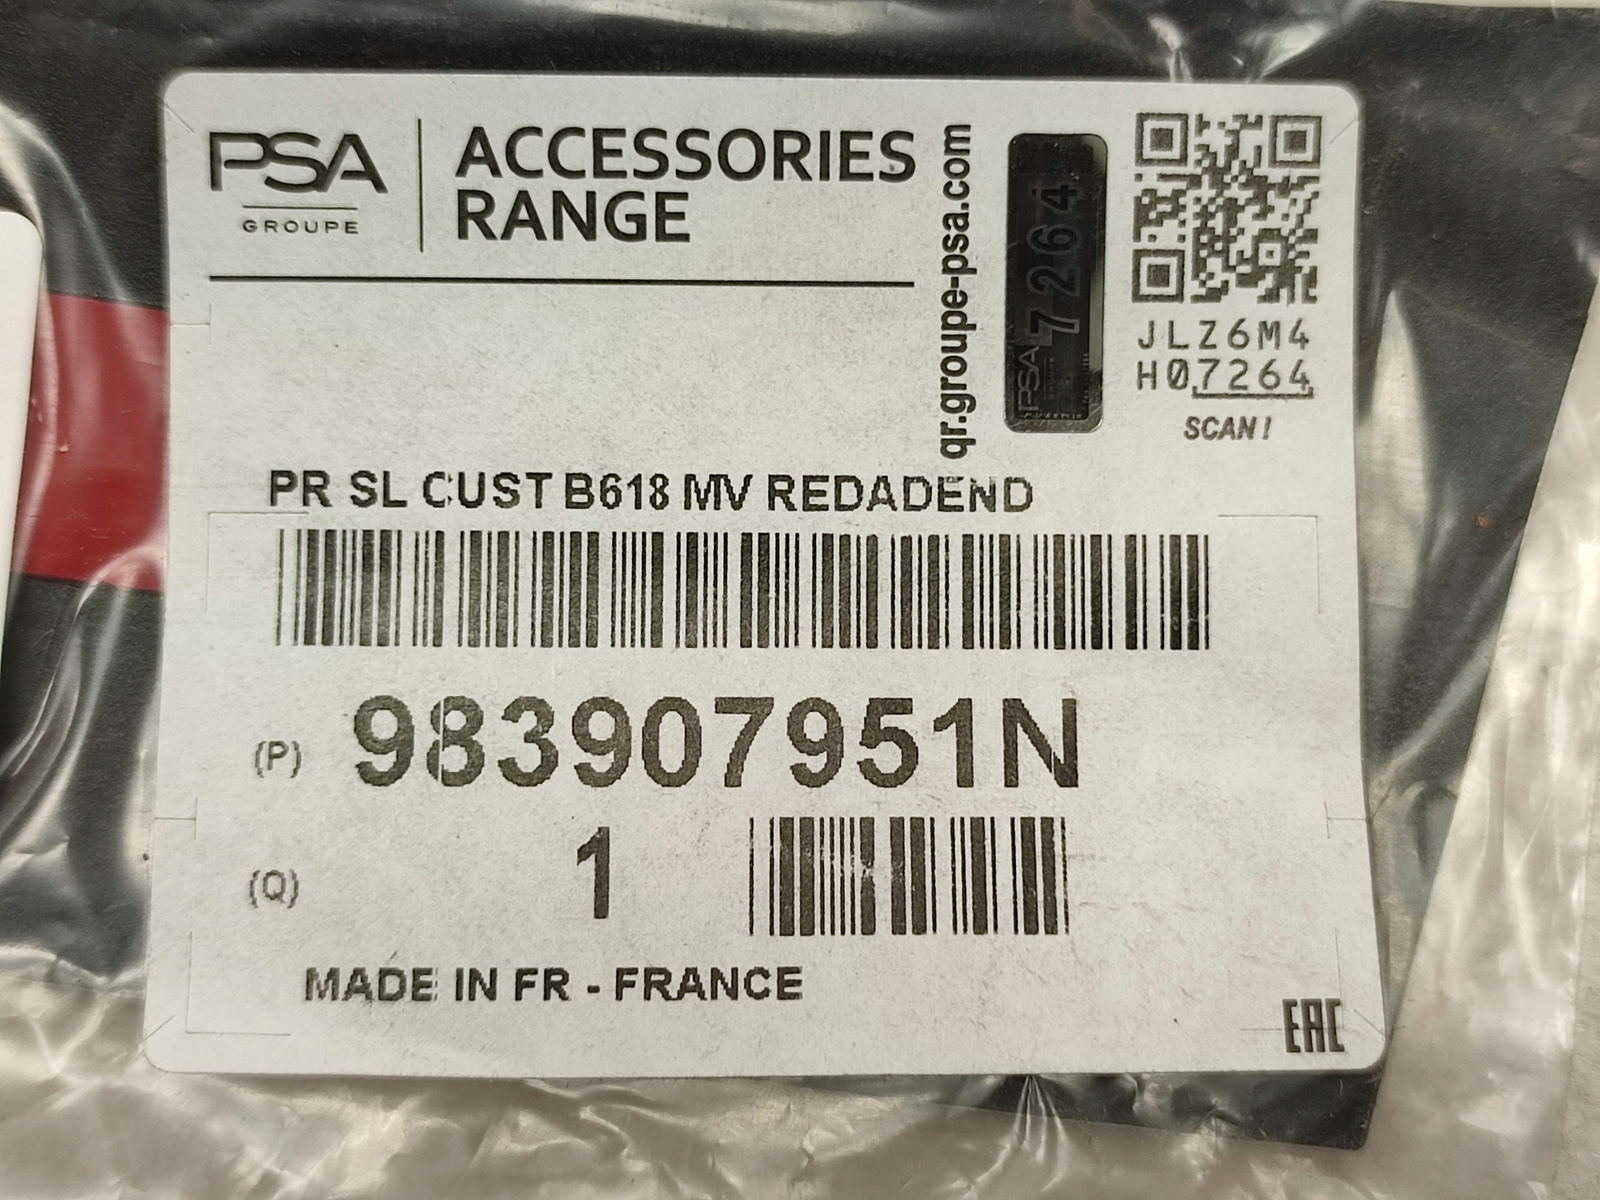 PSA
GROUPE
ACCESSORIES
RANGE
qr.groupe-psa.com
PSA
7264
JLZ6M4
H07264
SCAN!
PR SL CUST B618 MV REDADEND
(P) 983907951N
(Q) 1
MADE IN FR - FRANCE
EAC